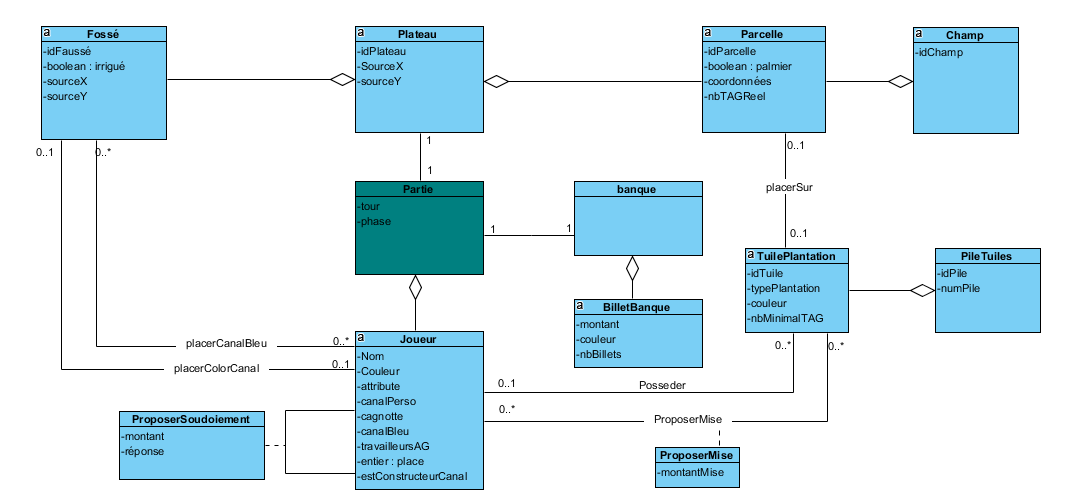 a
Fossé
-idFaussé
-boolean : irrigué
-sourceX
-sourceY
a
Plateau
-idPlateau
-SourceX
-sourceY
a
Parcelle
-idParcelle
-boolean : palmier
-coordonnées
-nbTAGReel
a
Champ
-idChamp
0..1
0..*
1
1
0..1
placerSur
0..1
Partie
-tour
-phase
1
1
banque
a
BilletBanque
-montant
-couleur
-nbBillets
a
TuilePlantation
-idTuile
-typePlantation
-couleur
-nbMinimalTAG
PileTuiles
-idPile
-numPile
placerCanalBleu
0..*
placerColorCanal
0..1
a
Joueur
-Nom
-Couleur
-attribute
-canalPerso
-cagnotte
-canalBleu
-travailleursAG
-entier : place
-estConstructeurCanal
0..*
0..*
0..1
Posseder
0..*
ProposerMise
ProposerSoudoiement
-montant
-réponse
ProposerMise
-montantMise